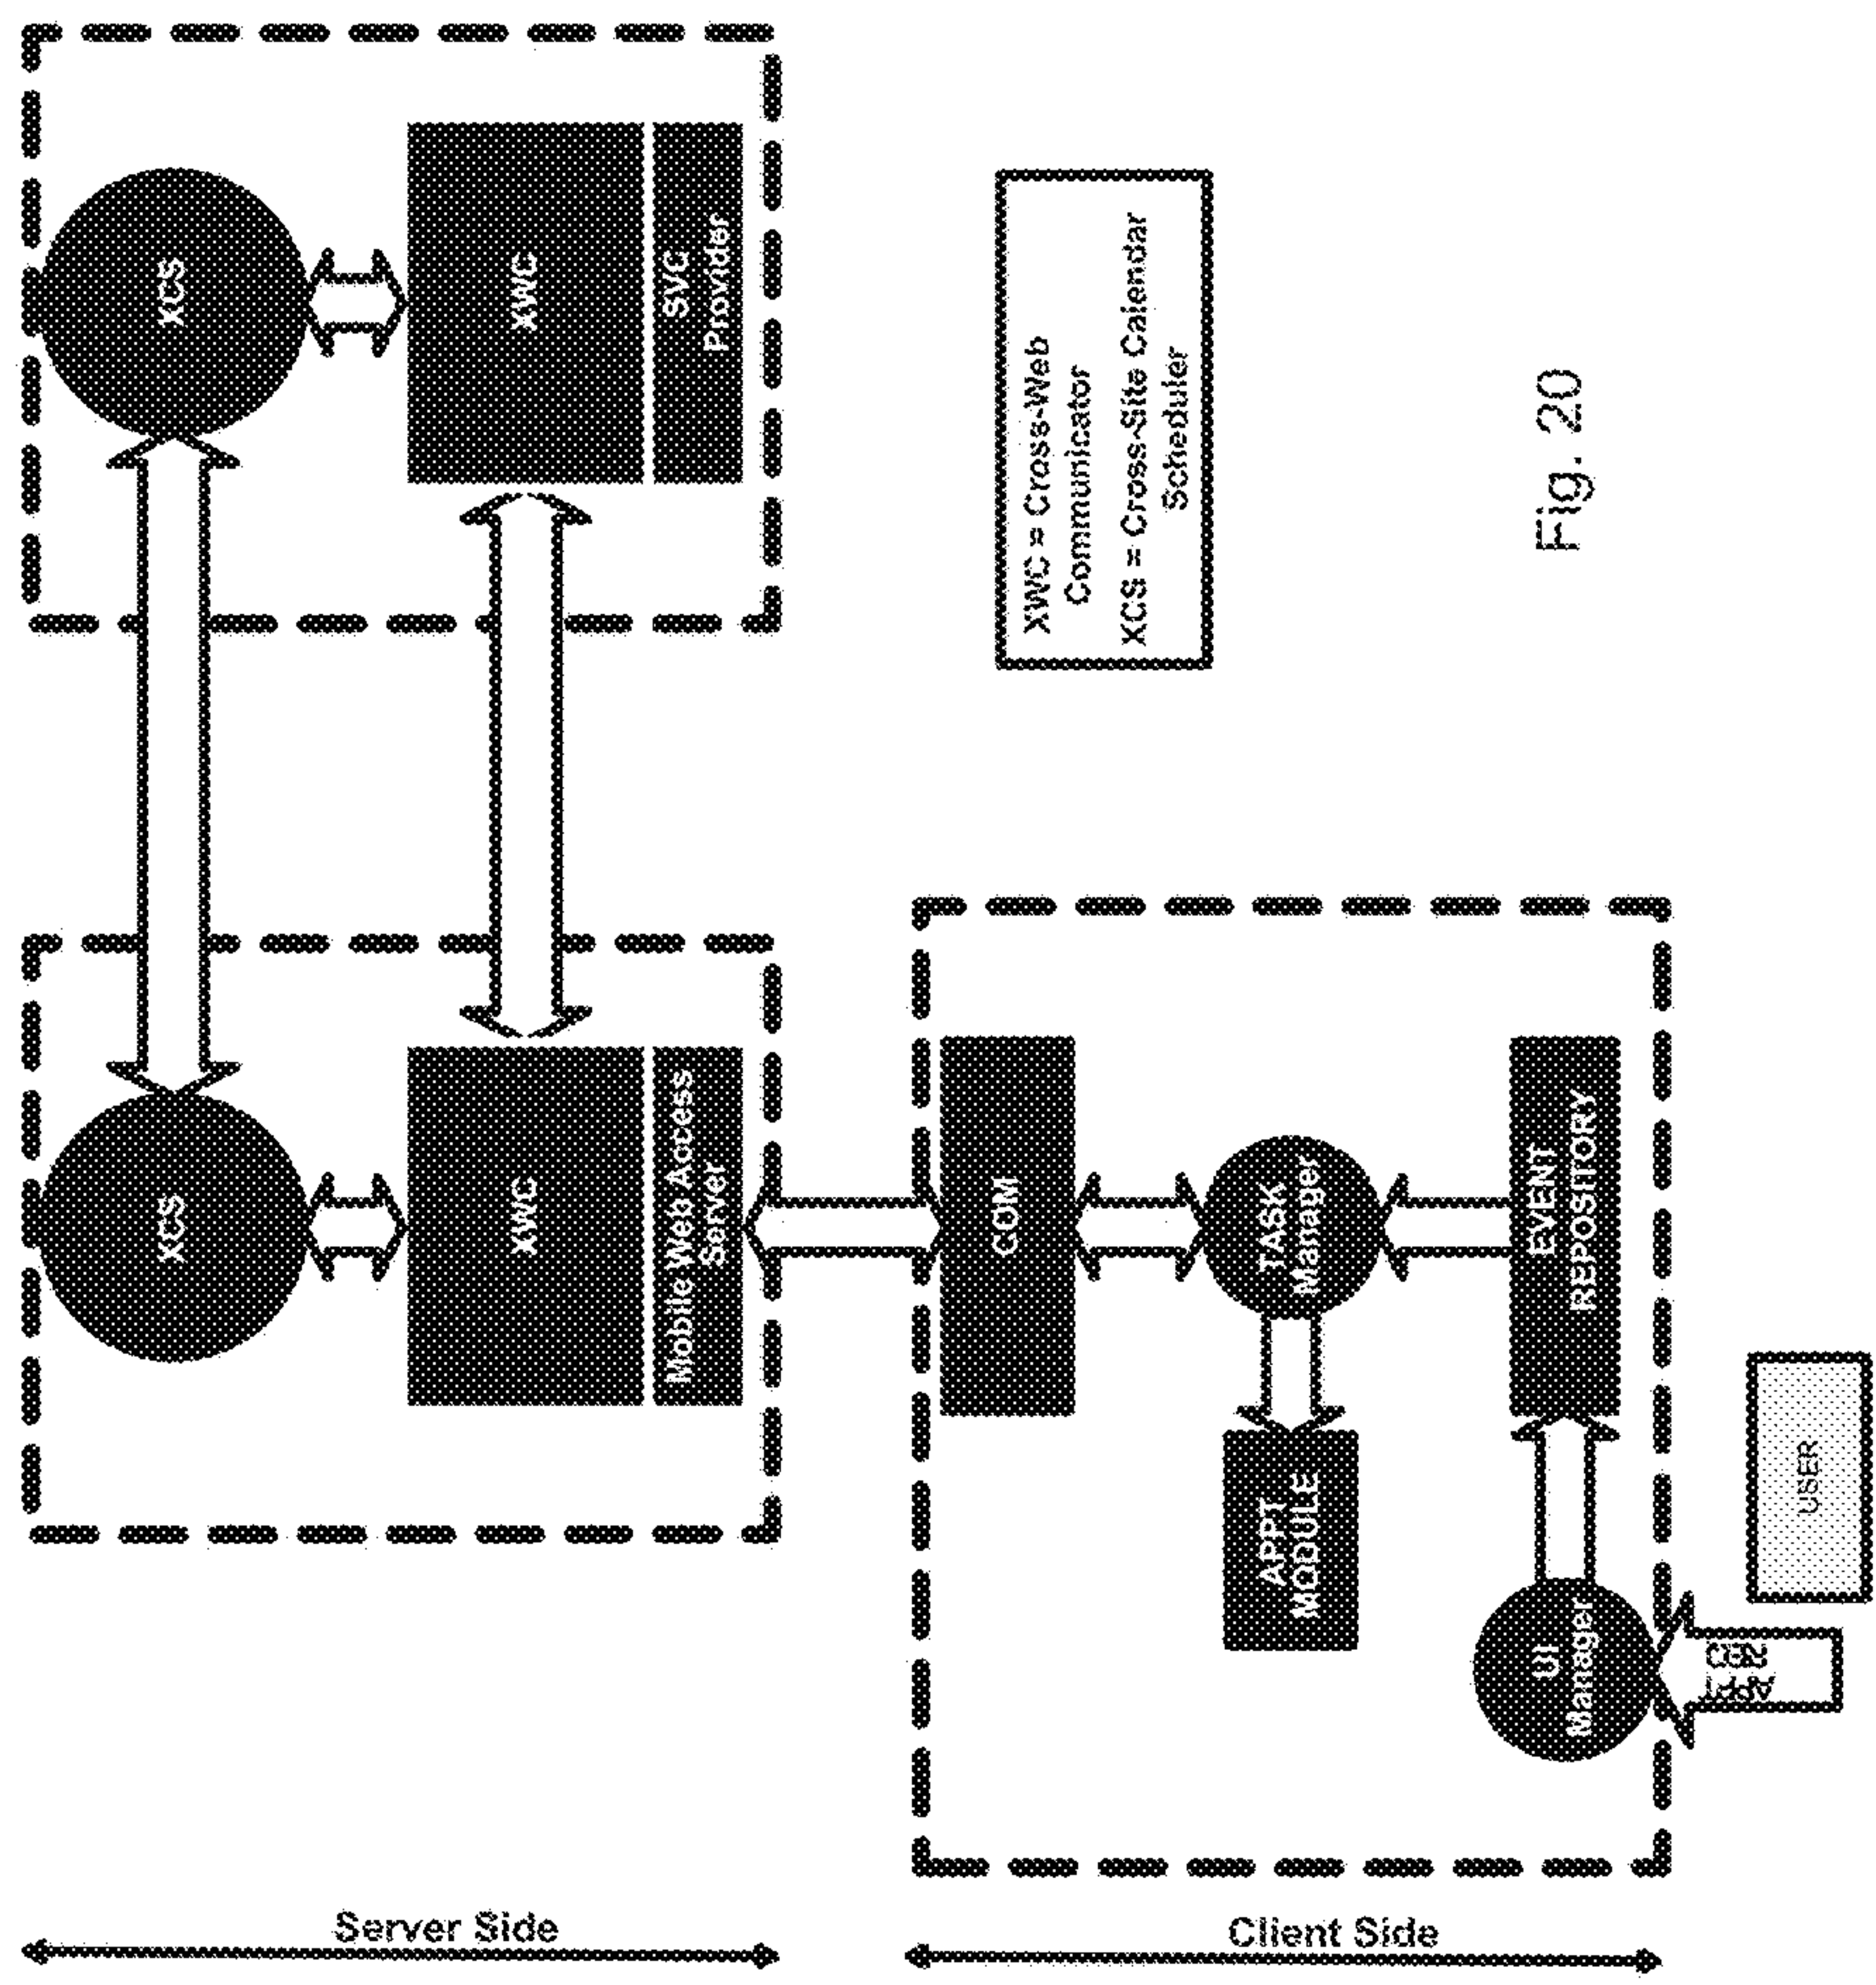 XCS
XCS
XWC
XWC
Mobile Web Access
Server
SVC
Provider
Server Side
COM
TASK
Manager
APPT
MODULE
EVENT
REPOSITORY
UI
Manager
APPT
USER
Client Side
XWC = Cross-Web
Communicator
XCS = Cross-Site Calendar
Scheduler
Fig. 20